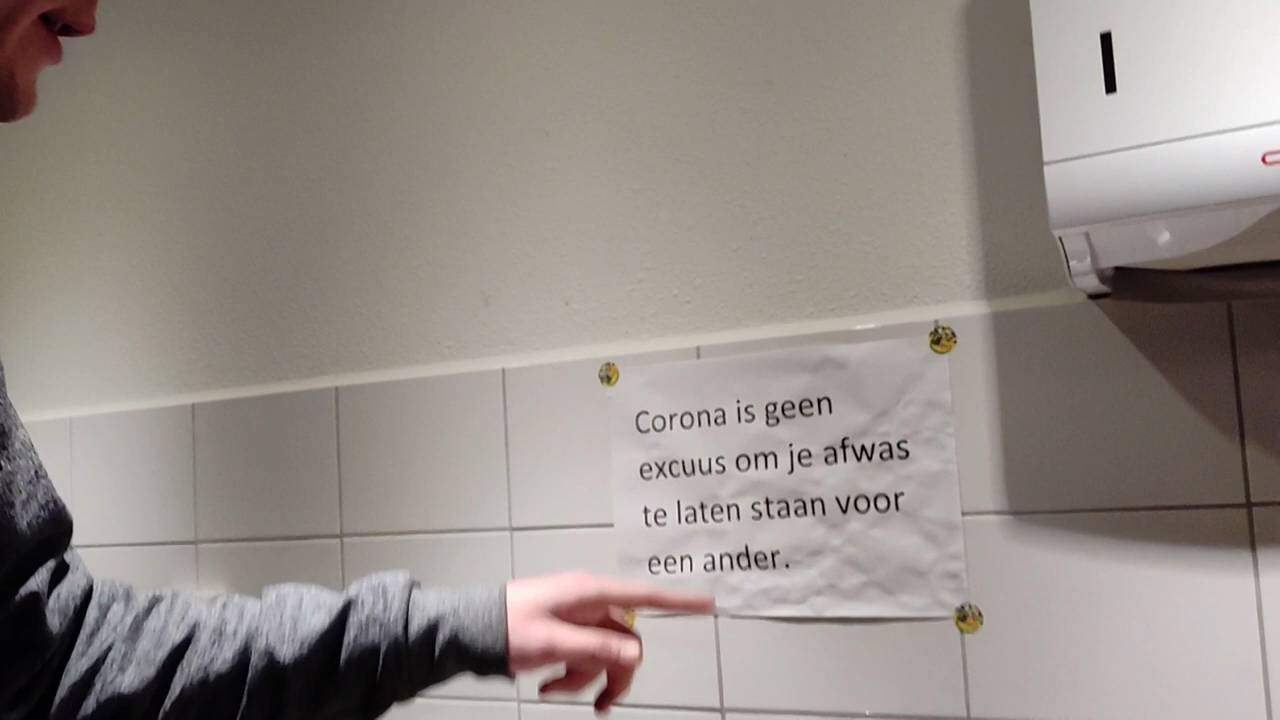 Corona is geen
excuus om je afwas
te laten staan voor
een ander.